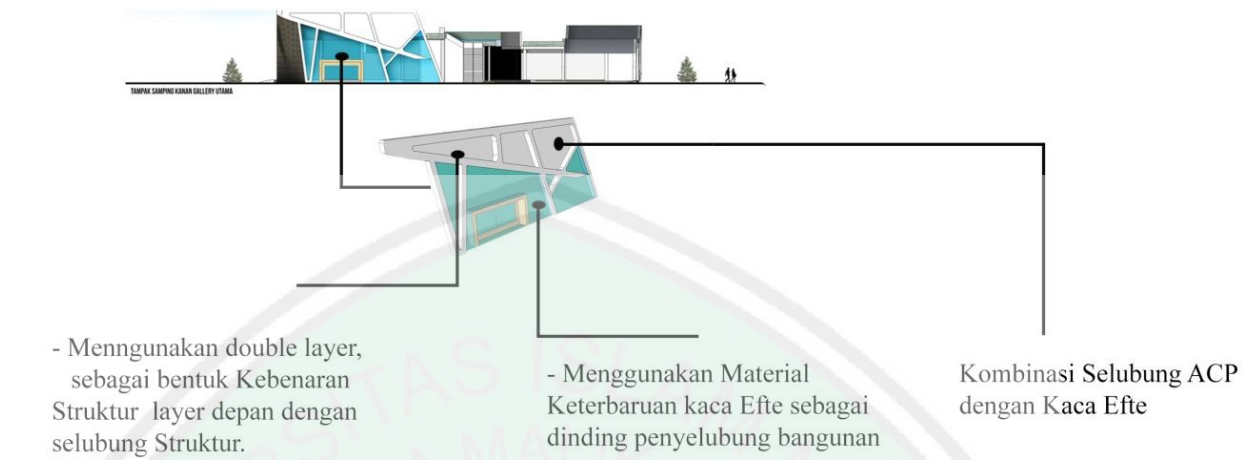 TAMPAK SAMPING KANAN GALLERY UTAMA
- Menngunakan double layer,
sebagai bentuk Kebenaran
Struktur layer depan dengan
selubung Struktur.
- Menggunakan Material
Keterbaruan kaca Efte sebagai
dinding penyelubung bangunan
Kombinasi Selubung ACP
dengan Kaca Efte